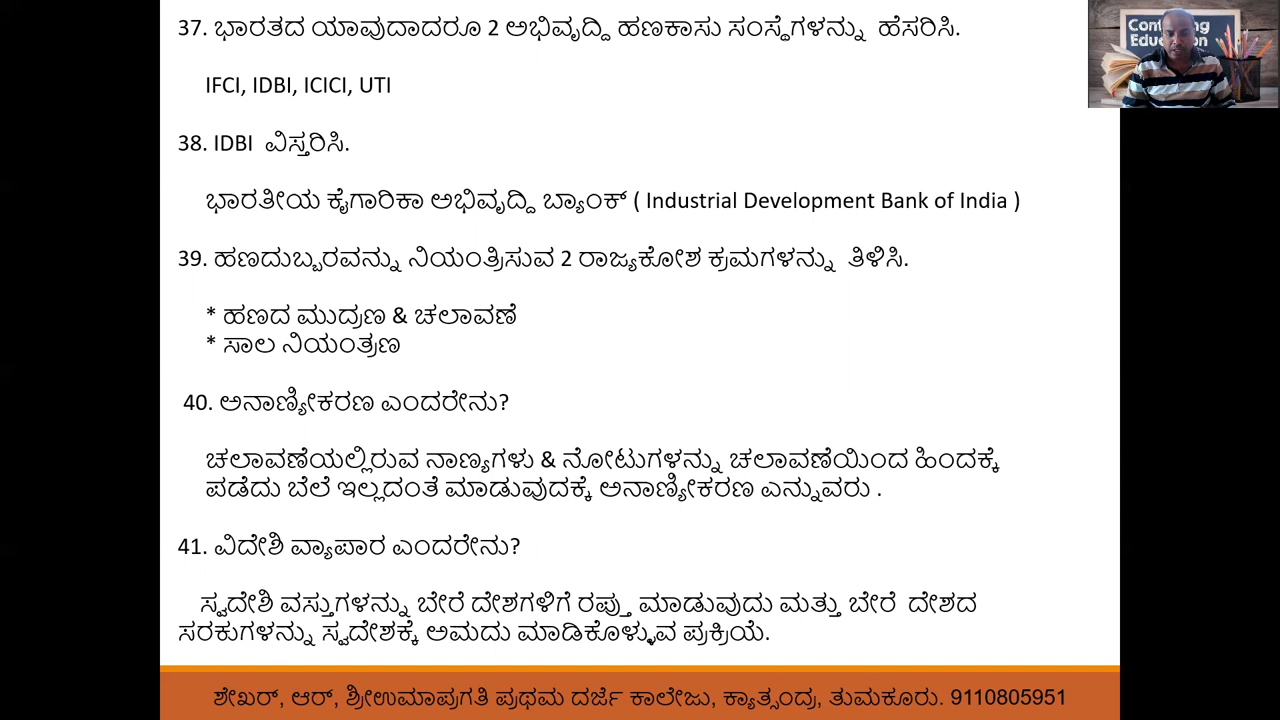 37. ಭಾರತದ ಯಾವುದಾದರೂ 2 ಅಭಿವೃದ್ದಿ ಹಣಕಾಸು ಸಂಸ್ಥೆಗಳನ್ನು ಹೆಸರಿಸಿ.
IFCI, IDBI, ICICI, UTI
38. IDBI ವಿಸ್ತರಿಸಿ.
ಭಾರತೀಯ ಕೈಗಾರಿಕಾ ಅಭಿವೃದ್ದಿ ಬ್ಯಾಂಕ್ ( Industrial Development Bank of India )
39. ಹಣದುಬ್ಬರವನ್ನು ನಿಯಂತ್ರಿಸುವ 2 ರಾಜ್ಯಕೋಶ ಕ್ರಮಗಳನ್ನು ತಿಳಿಸಿ.
* ಹಣದ ಮುದ್ರಣ & ಚಲಾವಣೆ
* ಸಾಲ ನಿಯಂತ್ರಣ
40. ಅನಾಣ್ಯೀಕರಣ ಎಂದರೇನು?
ಚಲಾವಣೆಯಲ್ಲಿರುವ ನಾಣ್ಯಗಳು & ನೋಟುಗಳನ್ನು ಚಲಾವಣೆಯಿಂದ ಹಿಂದಕ್ಕೆ
ಪಡೆದು ಬೆಲೆ ಇಲ್ಲದಂತೆ ಮಾಡುವುದಕ್ಕೆ ಅನಾಣ್ಯೀಕರಣ ಎನ್ನುವರು .
41. ವಿದೇಶಿ ವ್ಯಾಪಾರ ಎಂದರೇನು?
ಸ್ವದೇಶಿ ವಸ್ತುಗಳನ್ನು ಬೇರೆ ದೇಶಗಳಿಗೆ ರಪ್ತು ಮಾಡುವುದು ಮತ್ತು ಬೇರೆ ದೇಶದ
ಸರಕುಗಳನ್ನು ಸ್ವದೇಶಕ್ಕೆ ಅಮದು ಮಾಡಿಕೊಳ್ಳುವ ಪ್ರಕ್ರಿಯೆ.
ಶೇಖರ್, ಆರ್, ಶ್ರೀಉಮಾಪ್ರಗತಿ ಪ್ರಥಮ ದರ್ಜೆ ಕಾಲೇಜು, ಕ್ಯಾತ್ಸಂದ್ರ, ತುಮಕೂರು. 9110805951